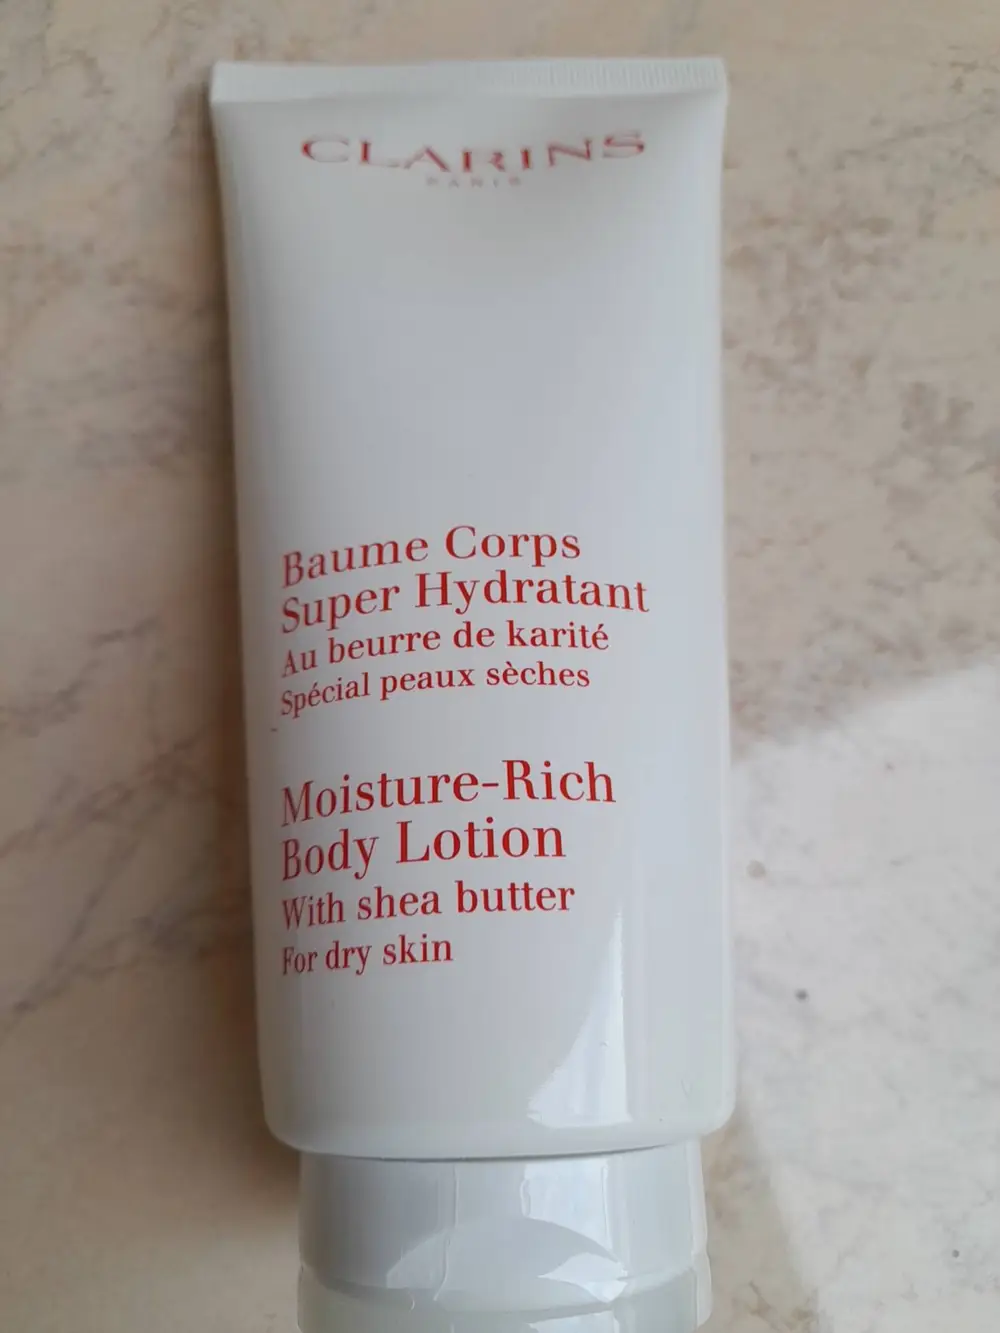 CLARINS
PARIS
Baume Corps
Super Hydratant
Au beurre de karité
Spécial peaux sèches
Moisture-Rich
Body Lotion
With shea butter
For dry skin